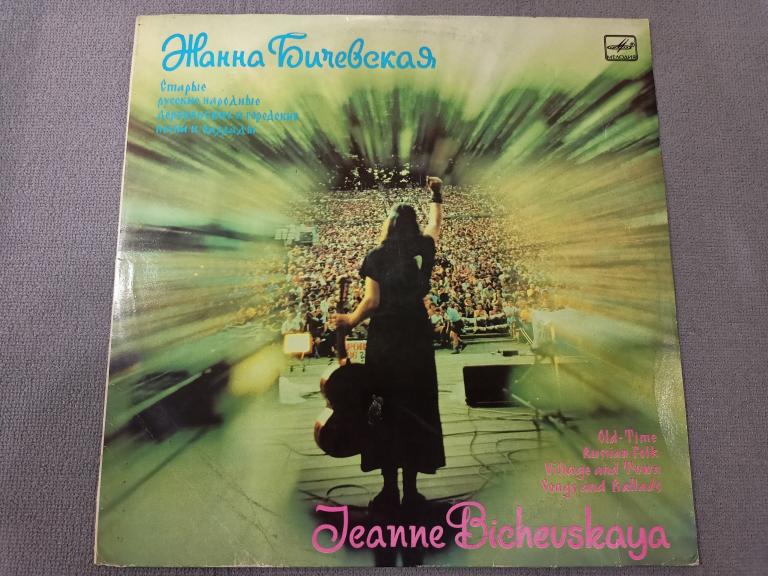 Жанна Бичевская
МЕЛОДИЯ
Старые
русские народные
деревенские и городские
песни и баллады
Old-Time
Russian Folk
Village and Town
Songs and Ballads
Jeanne Bichevskaya